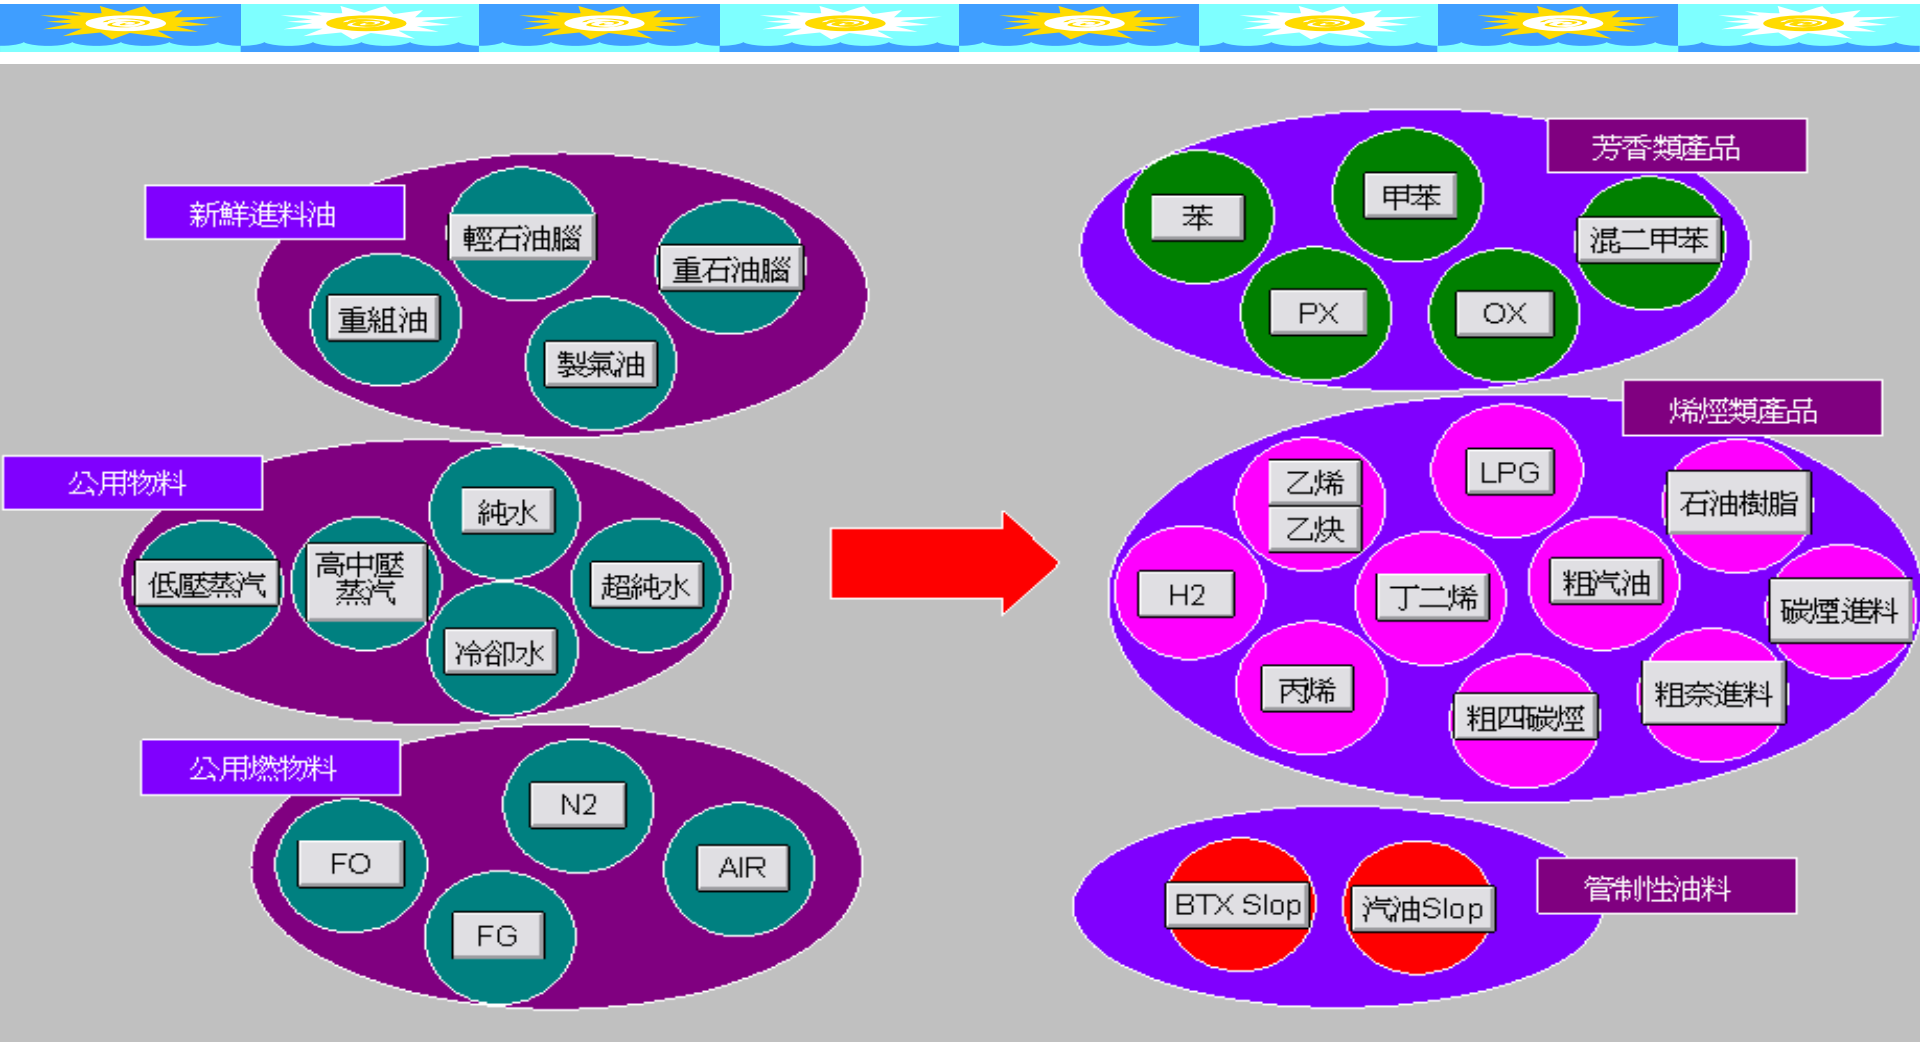 新鮮進料油
輕石油腦
重石油腦
重組油
製氣油
公用物料
純水
低壓蒸汽
高中壓
蒸汽
超純水
冷卻水
公用燃物料
N2
FO
AIR
FG
芳香類產品
苯
甲苯
混二甲苯
PX
OX
烯烴類產品
乙烯
乙炔
LPG
石油樹脂
H2
丁二烯
粗汽油
碳煙進料
丙烯
粗四碳烴
粗奈進料
管制性油料
BTX Slop
汽油Slop